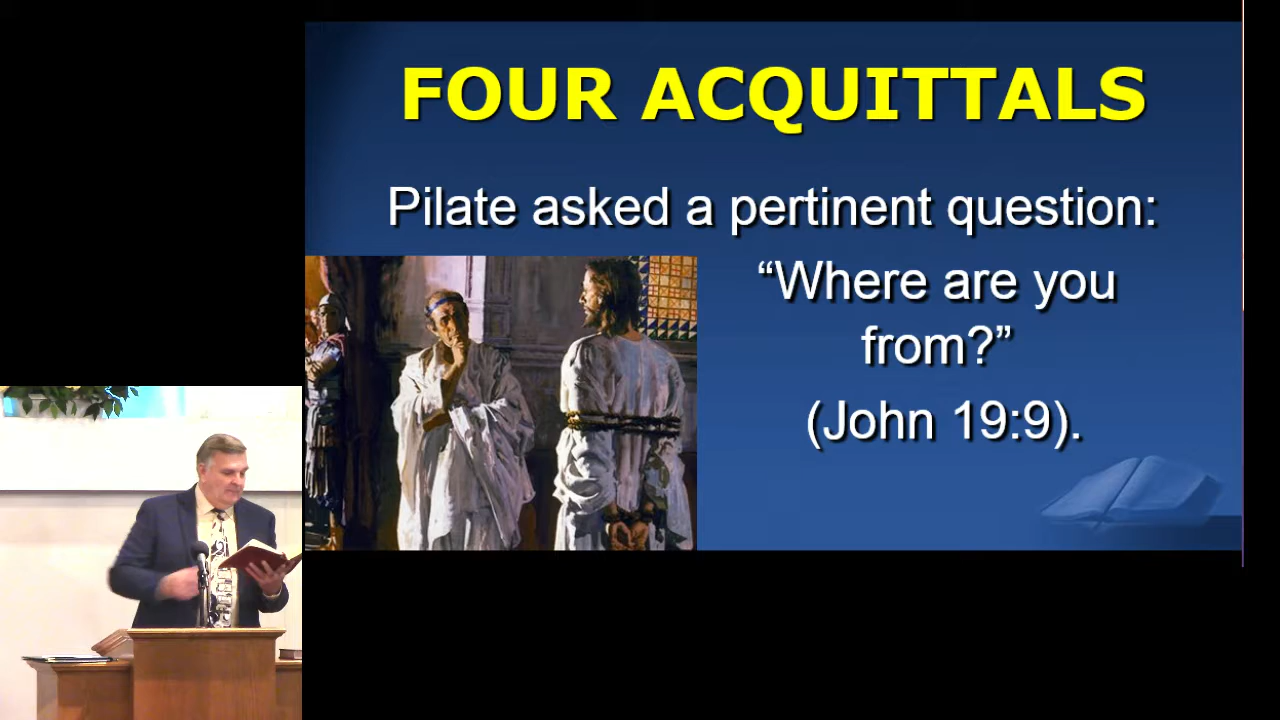 FOUR ACQUITTALS
Pilate asked a pertinent question:
“Where are you
from?”
(John 19:9).